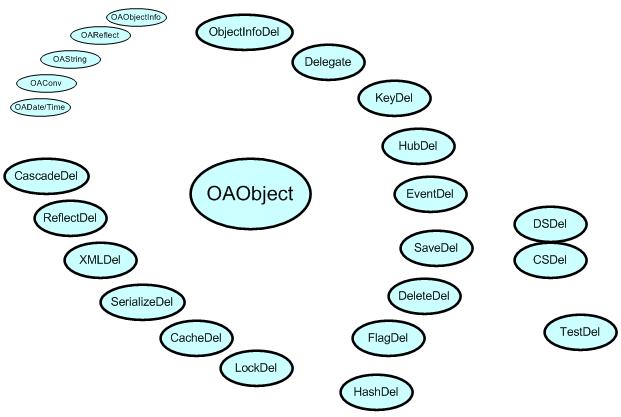 OAObjectInfo
OAReflect
OAString
OAConv
OADate/Time
ObjectInfoDel
Delegate
KeyDel
HubDel
EventDel
SaveDel
DeleteDel
FlagDel
HashDel
OAObject
CascadeDel
ReflectDel
XMLDel
SerializeDel
CacheDel
LockDel
DSDel
CSDel
TestDel